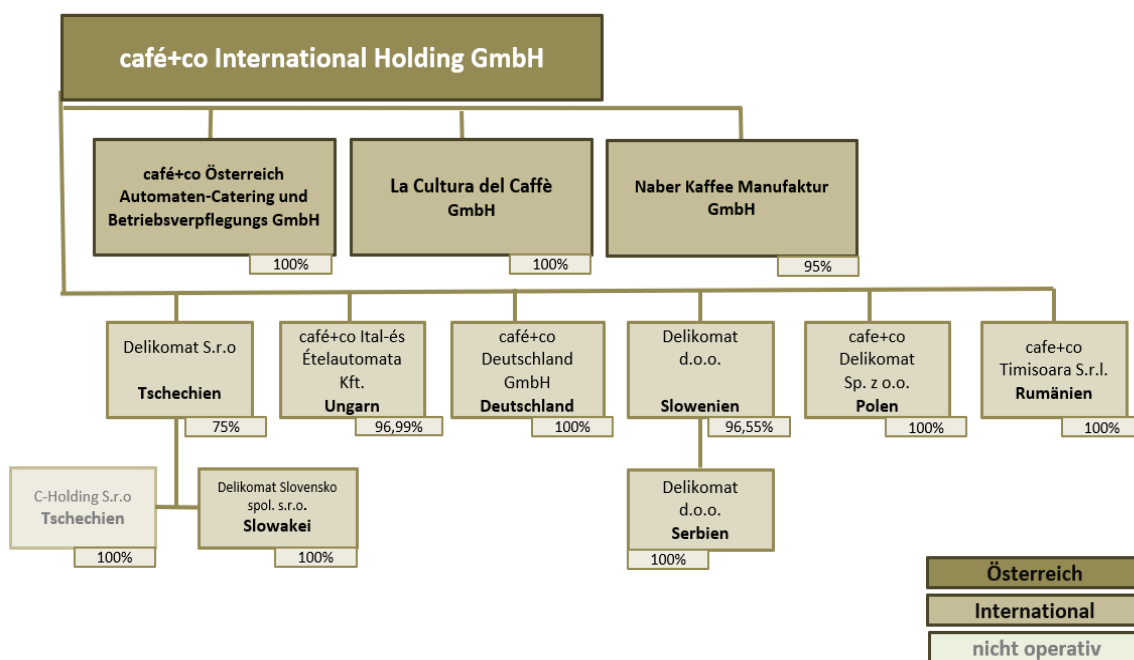 café+co International Holding GmbH
café+co Österreich
Automaten-Catering und
Betriebsverpflegungs GmbH
100%
La Cultura del Caffè
GmbH
100%
Naber Kaffee Manufaktur
GmbH
95%
Delikomat S.r.o
Tschechien
75%
café+co Ital-és
Ételautomata
Kft.
Ungarn
96,99%
café+co
Deutschland
GmbH
Deutschland
100%
Delikomat
d.o.o.
Slowenien
96,55%
cafe+co
Delikomat
Sp. z o.o.
Polen
100%
cafe+co
Timisoara S.r.l.
Rumänien
100%
C-Holding S.r.o
Tschechien
100%
Delikomat Slovensko
spol. s.r.o.
Slowakei
100%
Delikomat
d.o.o.
Serbien
100%
Österreich
International
nicht operativ